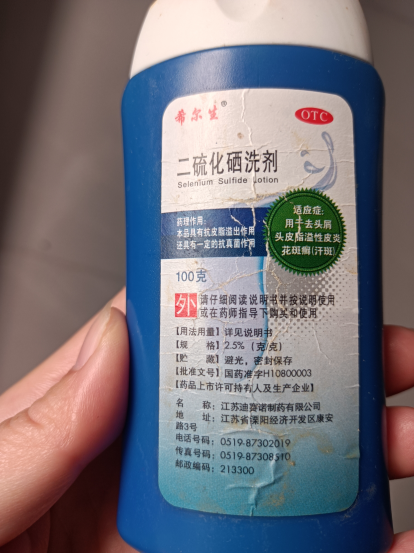 希尔生®
OTC
二硫化硒洗剂
Selenium Sulfide Lotion
适应症:
用于去头屑
头皮脂溢性皮炎
花斑癣(汗斑)
药理作用:
本品具有抗皮脂溢出作用
还具有一定的抗真菌作用
100克
外
请仔细阅读说明书并按说明使用
或在药师指导下购买和使用
【用法用量】详见说明书
【规 格】2.5% (克/克)
【贮 藏】避光,密封保存
【批准文号】国药准字H10800003
【药品上市许可持有人及生产企业】
名 称:江苏迪赛诺制药有限公司
地 址:江苏省溧阳经济开发区康安
路3号
电话号码:0519-87302019
传真号码:0519-87308510
邮政编码:213300